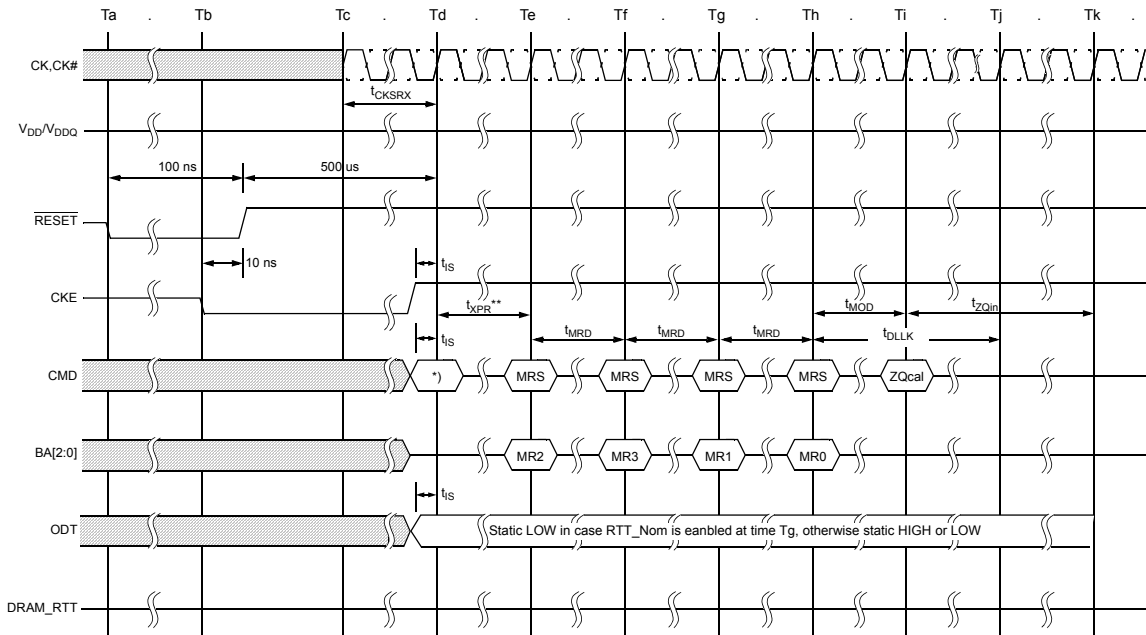 Ta . Tb . Tc . Td . Te . Tf . Tg . Th . Ti . Tj . Tk .
CK,CK#
tCKSRX
VDD/VDDQ
100 ns 500 us
RESET
10 ns tIS
CKE
tXPR** tMOD tZQin
tIS tMRD tMRD tMRD tDLLK
CMD *) MRS MRS MRS MRS ZQcal
BA[2:0] MR2 MR3 MR1 MR0
tIS
ODT Static LOW in case RTT_Nom is eanbled at time Tg, otherwise static HIGH or LOW
DRAM_RTT